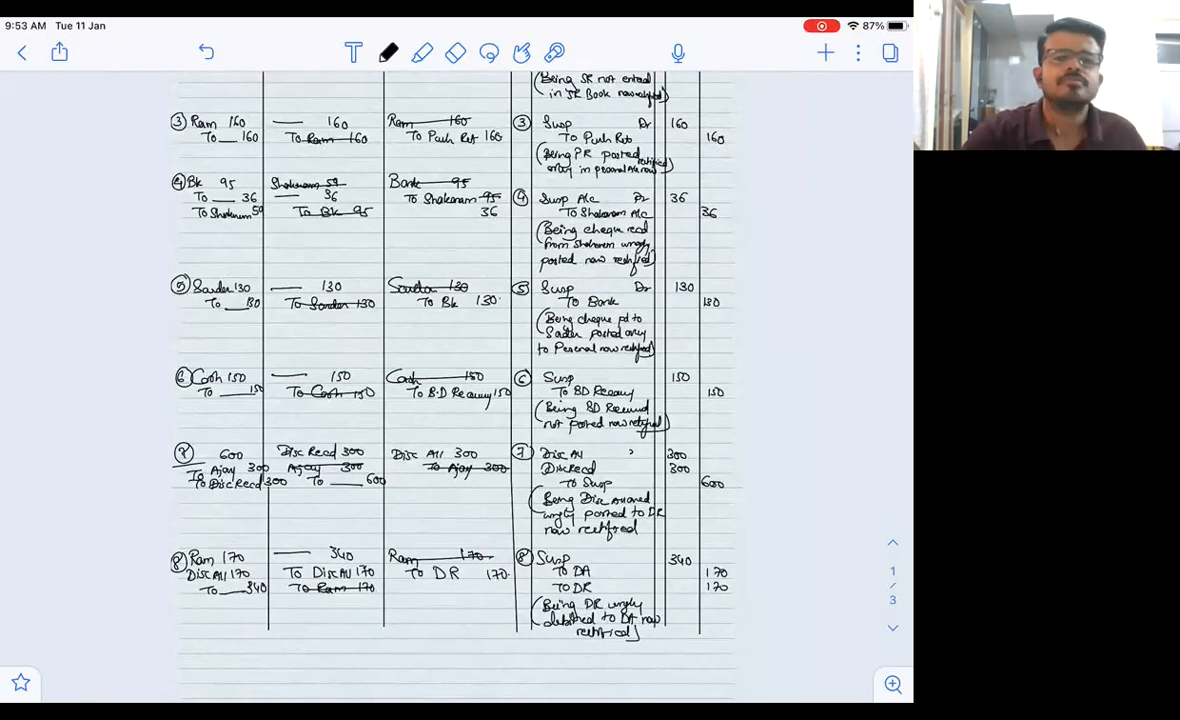 9:53 AM Tue 11 Jan
87%
T
(Being SR not entered
in SR Book now rectified)
③ Ram 160
To __ 160
—— 160
To Ram 160
Ram 160
To Purch Ret 160
③ Susp Dr 160
To Purch Ret 160
(Being PR posted
only in personal A/c now rectified)
④ Bk 95
To __ 36
To Shakaram 59
Shakaram 59
—— 36
To Bk 95
Bank 95
To Shakaram 95
36
④ Susp A/c Dr 36
To Shakaram A/c 36
(Being cheque recd
from Shakaram wrngly
posted now rectified)
⑤ Sardar 130
To __ 130
—— 130
To Sardar 130
Sardar 130
To Bk 130
⑤ Susp Dr 130
To Bank 130
(Being cheque pd to
Sardar posted only
to Personal now rectified)
⑥ Cash 150
To __ 150
—— 150
To Cash 150
Cash 150
To B.D Recovery 150
⑥ Susp 150
To BD Recovery 150
(Being BD Recovered
not posted now rectified)
600
To Ajay 300
To Disc Recd 300
Disc Recd 300
Ajay 300
To __ 600
Disc All 300
To Ajay 300
⑦ Disc All 300
Disc Recd 300
To Susp 600
(Being Disc Allowed
wrngly posted to DR
now rectified
⑧ Ram 170
Disc All 170
To __ 340
—— 340
To Disc All 170
To Ram 170
Ram 170
To DR 170
⑧ Susp 340
To DA 170
To DR 170
(Being DR wrngly
debited to DA now
rectified)
1
/
3